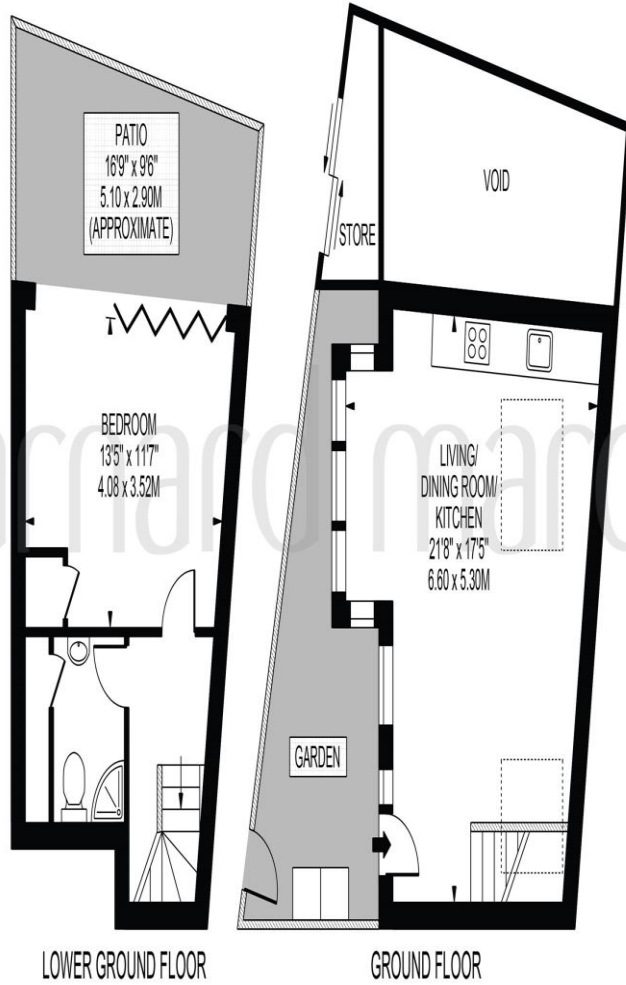 PATIO
16'9" x 9'6"
5.10 x 2.90M
(APPROXIMATE)
BEDROOM
13'5" x 11'7"
4.08 x 3.52M
LOWER GROUND FLOOR
VOID
STORE
LIVING/
DINING ROOM/
KITCHEN
21'8" x 17'5"
6.60 x 5.30M
GARDEN
GROUND FLOOR